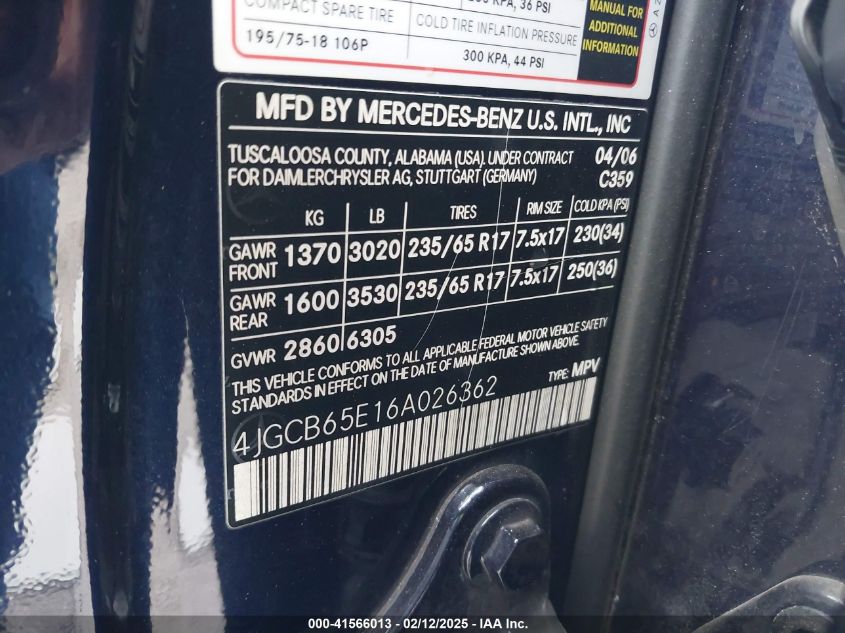 KPA, 36 PSI
COMPACT SPARE TIRE
COLD TIRE INFLATION PRESSURE
195/75-18 106P
300 KPA, 44 PSI
MANUAL FOR
ADDITIONAL
INFORMATION
MFD BY MERCEDES-BENZ U.S. INTL., INC
TUSCALOOSA COUNTY, ALABAMA (USA). UNDER CONTRACT 04/06
FOR DAIMLERCHRYSLER AG, STUTTGART (GERMANY) C359
KG LB TIRES RIM SIZE COLD KPA (PSI)
GAWR FRONT 1370 3020 235/65 R17 7.5x17 230(34)
GAWR REAR 1600 3530 235/65 R17 7.5x17 250(36)
GVWR 2860 6305
THIS VEHICLE CONFORMS TO ALL APPLICABLE FEDERAL MOTOR VEHICLE SAFETY
STANDARDS IN EFFECT ON THE DATE OF MANUFACTURE SHOWN ABOVE. TYPE: MPV
4JGCB65E16A026362
000-41566013 - 02/12/2025 - IAA Inc.